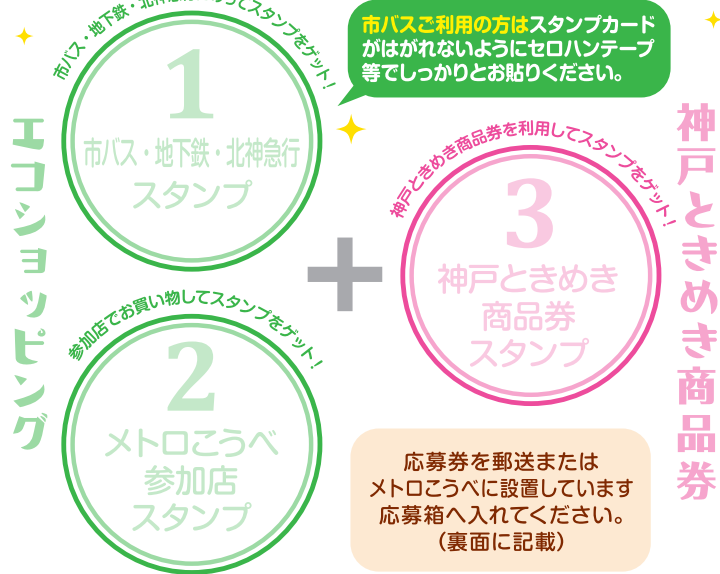 市バスご利用の方はスタンプカード
がはがれないようにセロハンテープ
等でしっかりとお貼りください。
エコショッピング
市バス・地下鉄・北神
ってスタンプをゲット！
1
市バス・地下鉄・北神急行
スタンプ
参加店でお買い物してスタンプをゲット！
2
メトロこうべ
参加店
スタンプ
神戸ときめき商品券を利用してスタンプをゲット！
3
神戸ときめき
商品券
スタンプ
神戸ときめき商品券
応募券を郵送または
メトロこうべに設置しています
応募箱へ入れてください。
（裏面に記載）